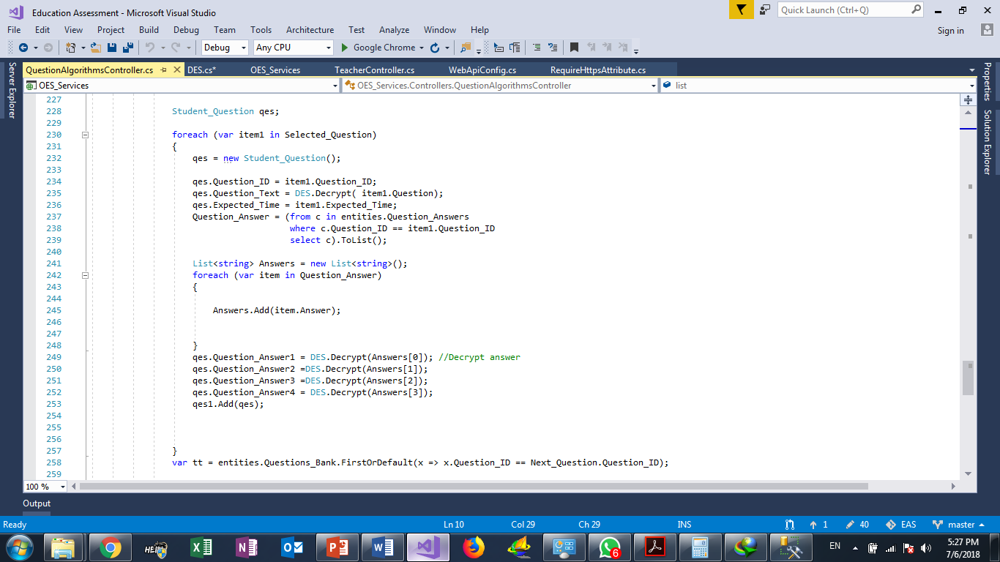 Education Assessment - Microsoft Visual Studio
Quick Launch (Ctrl+Q)
File Edit View Project Build Debug Team Tools Architecture Test Analyze Window Help
Sign in
Debug Any CPU Google Chrome
QuestionAlgorithmsController.cs DES.cs* OES_Services TeacherController.cs WebApiConfig.cs RequireHttpsAttribute.cs
OES_Services OES_Services.Controllers.QuestionAlgorithmsController list
Server Explorer
Properties
Solution Explorer
227
228 Student_Question qes;
229
230 foreach (var item1 in Selected_Question)
231 {
232 qes = new Student_Question();
233
234 qes.Question_ID = item1.Question_ID;
235 qes.Question_Text = DES.Decrypt( item1.Question);
236 qes.Expected_Time = item1.Expected_Time;
237 Question_Answer = (from c in entities.Question_Answers
238 where c.Question_ID == item1.Question_ID
239 select c).ToList();
240
241 List<string> Answers = new List<string>();
242 foreach (var item in Question_Answer)
243 {
244
245 Answers.Add(item.Answer);
246
247
248 }
249 qes.Question_Answer1 = DES.Decrypt(Answers[0]); //Decrypt answer
250 qes.Question_Answer2 =DES.Decrypt(Answers[1]);
251 qes.Question_Answer3 =DES.Decrypt(Answers[2]);
252 qes.Question_Answer4 = DES.Decrypt(Answers[3]);
253 qes1.Add(qes);
254
255
256
257 }
258 var tt = entities.Questions_Bank.FirstOrDefault(x => x.Question_ID == Next_Question.Question_ID);
259
100 %
Output
Ready Ln 10 Col 29 Ch 29 INS 1 40 EAS master
HEIDI X N O P W 6 EN 5:27 PM
7/6/2018